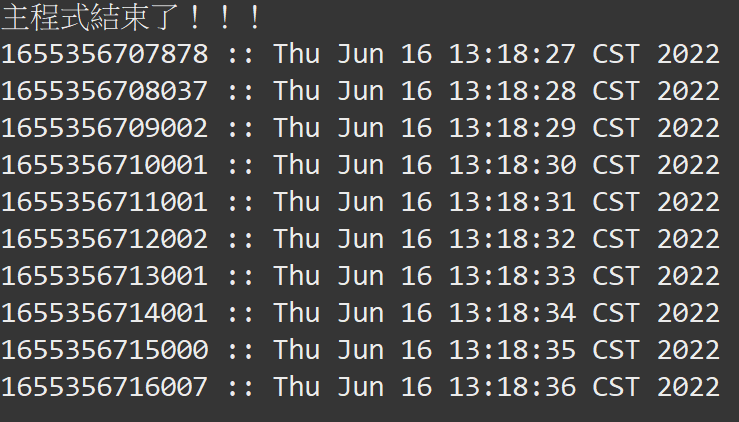 主程式結束了！！！
1655356707878 :: Thu Jun 16 13:18:27 CST 2022
1655356708037 :: Thu Jun 16 13:18:28 CST 2022
1655356709002 :: Thu Jun 16 13:18:29 CST 2022
1655356710001 :: Thu Jun 16 13:18:30 CST 2022
1655356711001 :: Thu Jun 16 13:18:31 CST 2022
1655356712002 :: Thu Jun 16 13:18:32 CST 2022
1655356713001 :: Thu Jun 16 13:18:33 CST 2022
1655356714001 :: Thu Jun 16 13:18:34 CST 2022
1655356715000 :: Thu Jun 16 13:18:35 CST 2022
1655356716007 :: Thu Jun 16 13:18:36 CST 2022